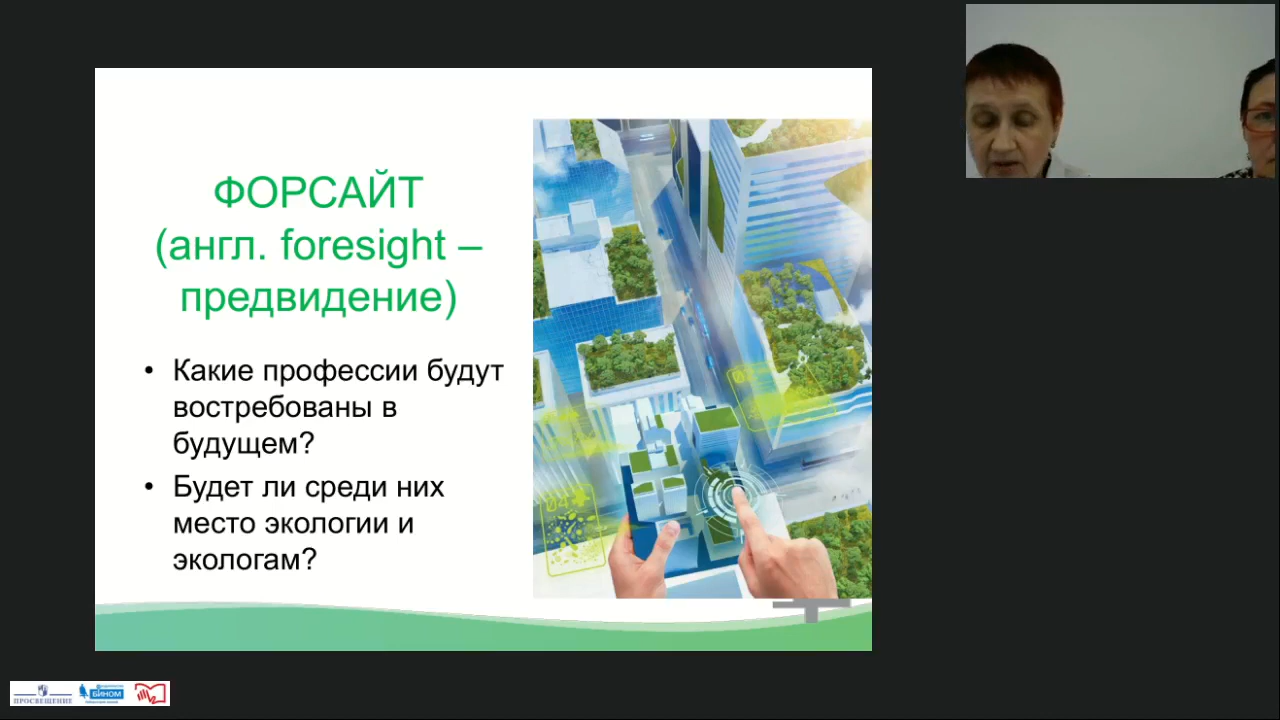 ФОРСАЙТ
(англ. foresight –
предвидение)
• Какие профессии будут
востребованы в
будущем?
• Будет ли среди них
место экологии и
экологам?
ПРОСВЕЩЕНИЕ
БИНОМ